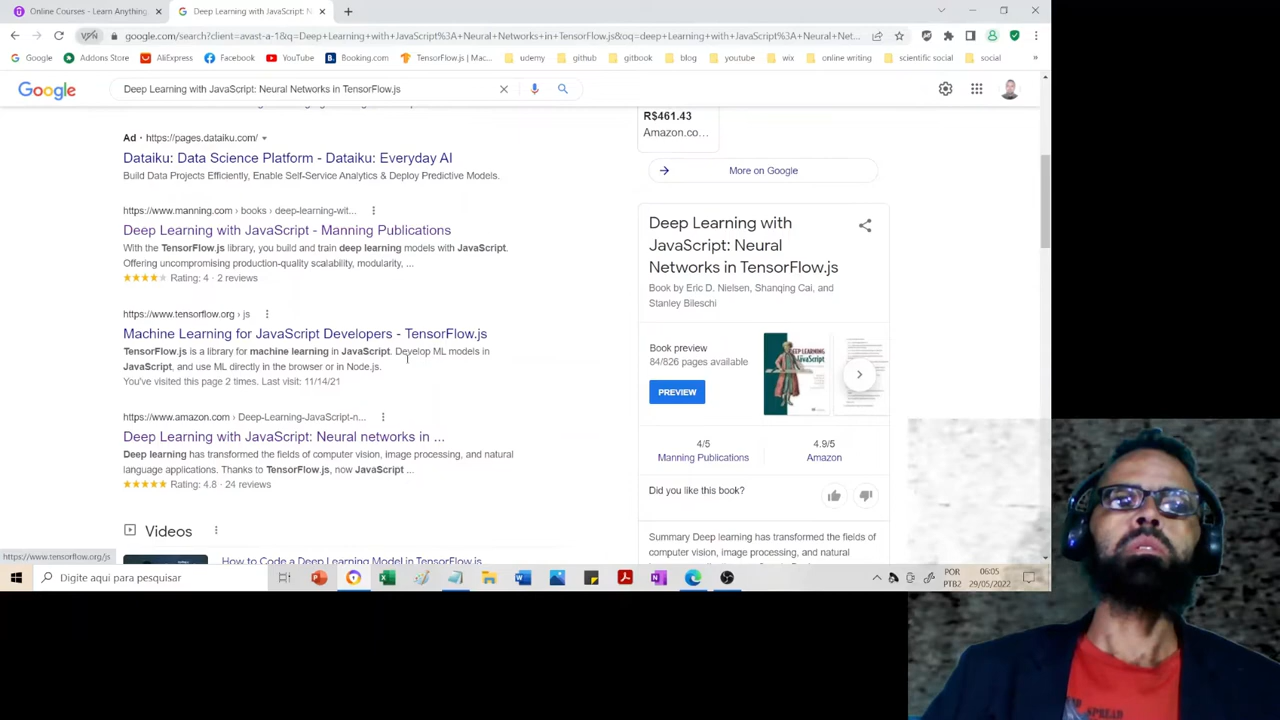 Online Courses - Learn Anything,
Deep Learning with JavaScript: N
google.com/search?client=avast-a-1&q=Deep+Learning+with+JavaScript%3A+Neural+Networks+in+TensorFlow.js&oq=deep+Learning+with+JavaScript%3A+Neural+Net...
Google
Addons Store
AliExpress
Facebook
YouTube
Booking.com
TensorFlow.js | Mac...
udemy
github
gitbook
blog
youtube
wix
online writing
scientific social
social
Google
Deep Learning with JavaScript: Neural Networks in TensorFlow.js
Ad · https://pages.dataiku.com/
Dataiku: Data Science Platform - Dataiku: Everyday AI
Build Data Projects Efficiently, Enable Self-Service Analytics & Deploy Predictive Models.
https://www.manning.com › books › deep-learning-wit...
Deep Learning with JavaScript - Manning Publications
With the TensorFlow.js library, you build and train deep learning models with JavaScript.
Offering uncompromising production-quality scalability, modularity, ...
Rating: 4 · 2 reviews
https://www.tensorflow.org › js
Machine Learning for JavaScript Developers - TensorFlow.js
TensorFlow.js is a library for machine learning in JavaScript. Develop ML models in
JavaScript, and use ML directly in the browser or in Node.js.
You've visited this page 2 times. Last visit: 11/14/21
https://www.amazon.com › Deep-Learning-JavaScript-n...
Deep Learning with JavaScript: Neural networks in ...
Deep learning has transformed the fields of computer vision, image processing, and natural
language applications. Thanks to TensorFlow.js, now JavaScript ...
Rating: 4.8 · 24 reviews
Videos
How to Code a Deep Learning Model in TensorFlow.js
R$461.43
Amazon.co...
More on Google
Deep Learning with
JavaScript: Neural
Networks in TensorFlow.js
Book by Eric D. Nielsen, Shanqing Cai, and
Stanley Bileschi
Book preview
84/826 pages available
PREVIEW
4/5
Manning Publications
4.9/5
Amazon
Did you like this book?
Summary Deep learning has transformed the fields of
computer vision, image processing, and natural
https://www.tensorflow.org/js
Digite aqui para pesquisar
POR
PTB2
06:05
29/05/2022